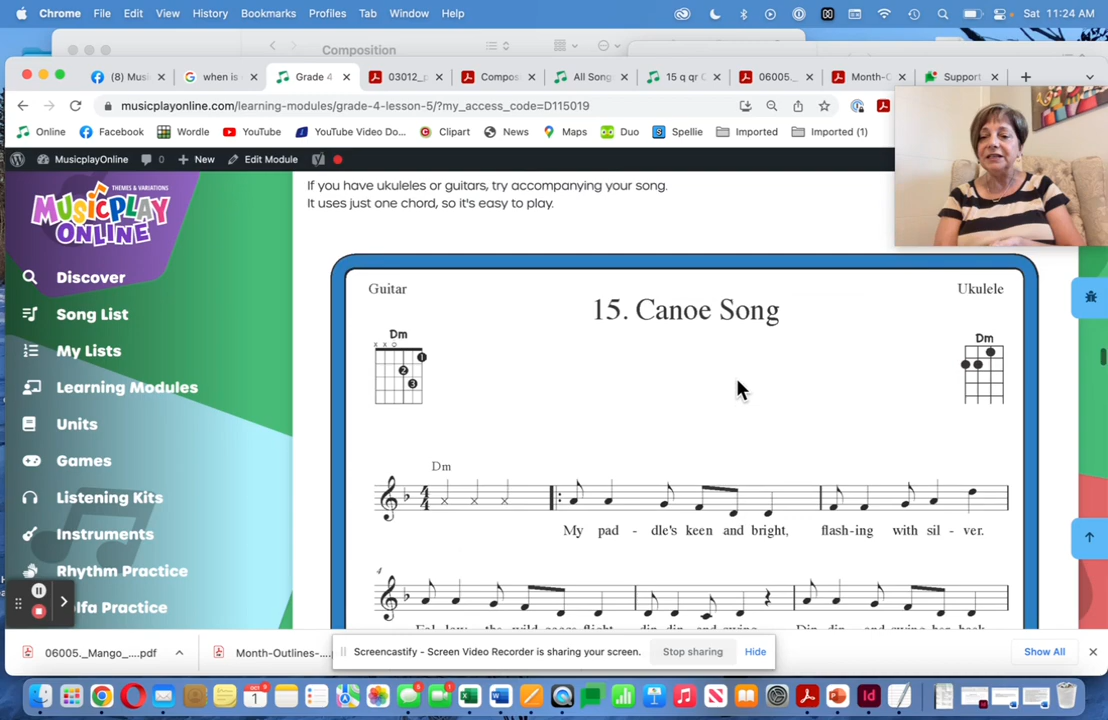 Chrome File Edit View History Bookmarks Profiles Tab Window Help Sat 11:24 AM
Composition
(8) Mus
when is
Grade 4
03012_
Compos
All Song
15 q qr
06005._
Month-C
Support
musicplayonline.com/learning-modules/grade-4-lesson-5/?my_access_code=D115019
Online Facebook Wordle YouTube YouTube Video Do... Clipart News Maps Duo Spellie Imported Imported (1)
MusicplayOnline New Edit Module
THEMES & VARIATIONS
MUSICPLAY
ONLINE
Discover
Song List
My Lists
Learning Modules
Units
Games
Listening Kits
Instruments
Rhythm Practice
olfa Practice
If you have ukuleles or guitars, try accompanying your song.
It uses just one chord, so it's easy to play.
Guitar
Ukulele
15. Canoe Song
Dm
Dm
Dm
My pad - dle's keen and bright, flash-ing with sil - ver.
4
06005._Mango_....pdf
Month-Outlines-...
Screencastify - Screen Video Recorder is sharing your screen.
Stop sharing
Hide
Show All